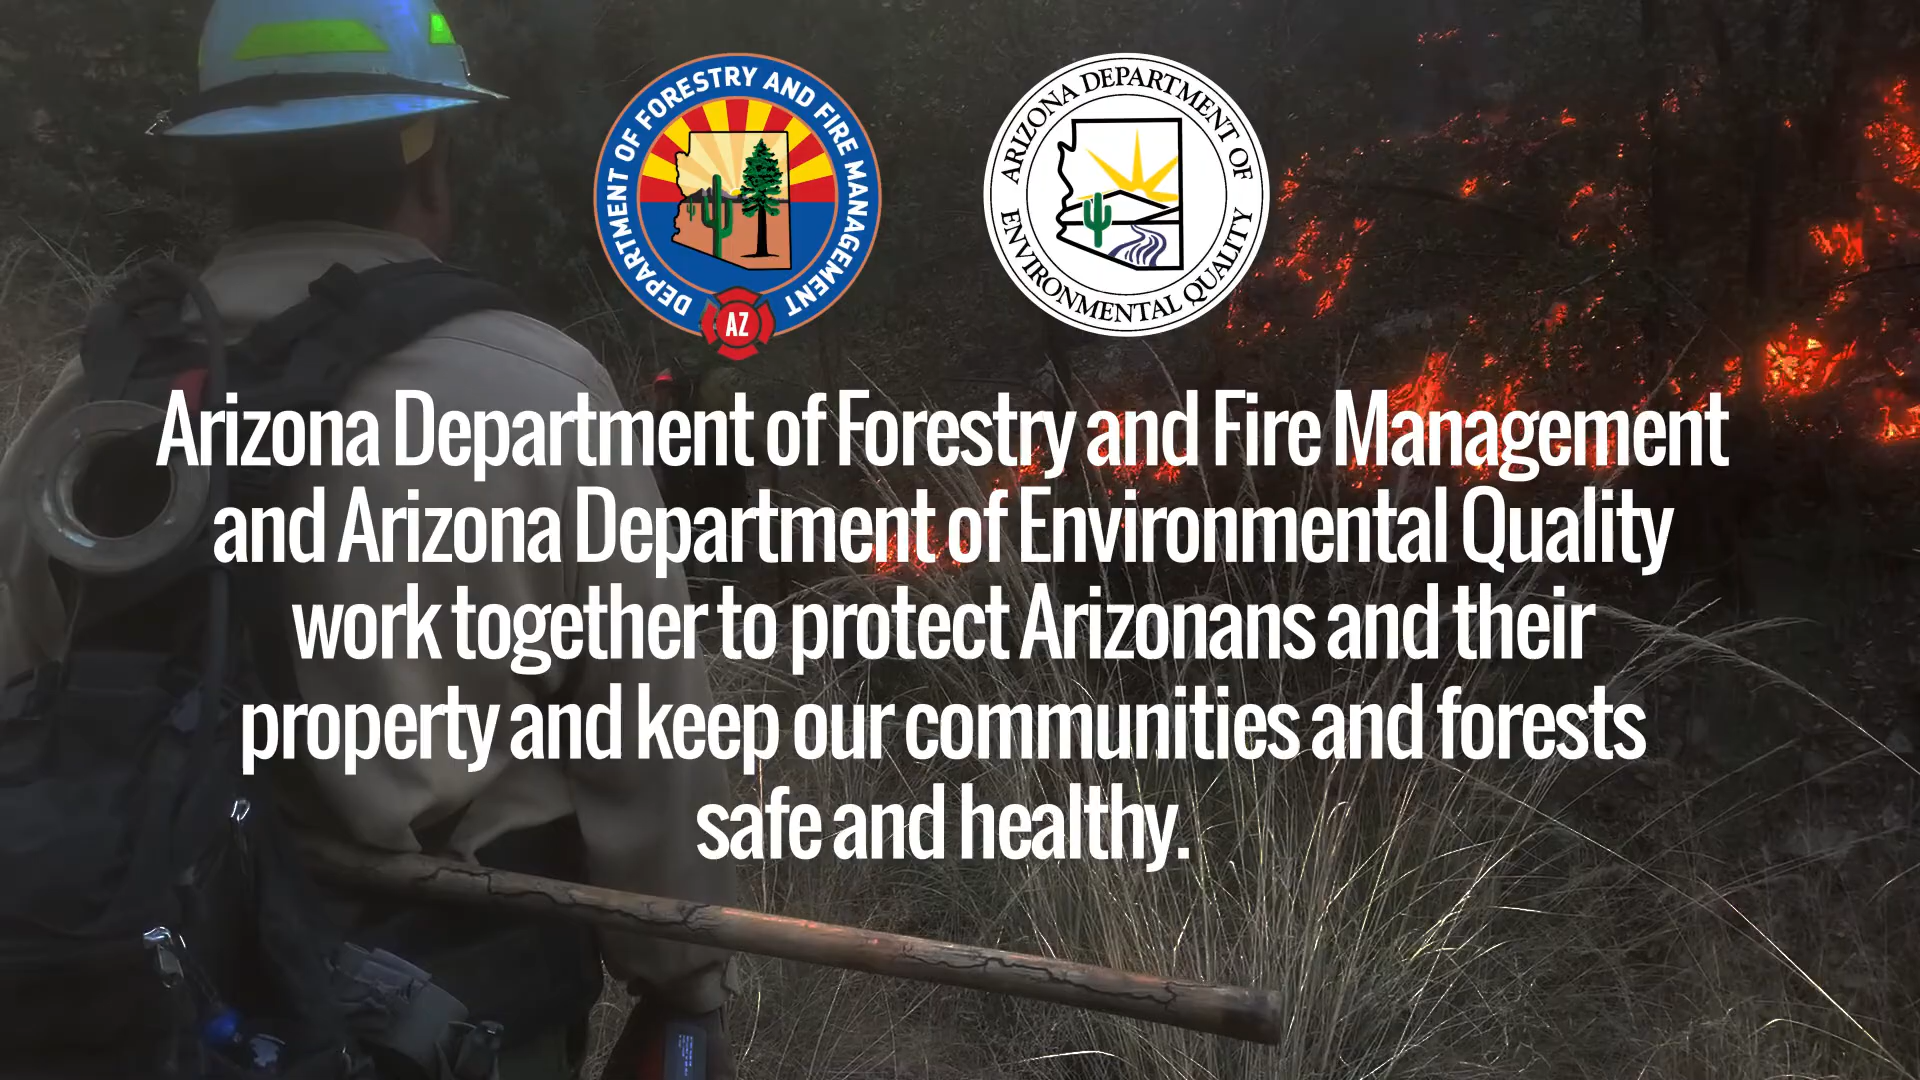 DEPARTMENT OF FORESTRY AND FIRE MANAGEMENT
AZ
ARIZONA DEPARTMENT OF
ENVIRONMENTAL QUALITY
Arizona Department of Forestry and Fire Management
and Arizona Department of Environmental Quality
work together to protect Arizonans and their
property and keep our communities and forests
safe and healthy.